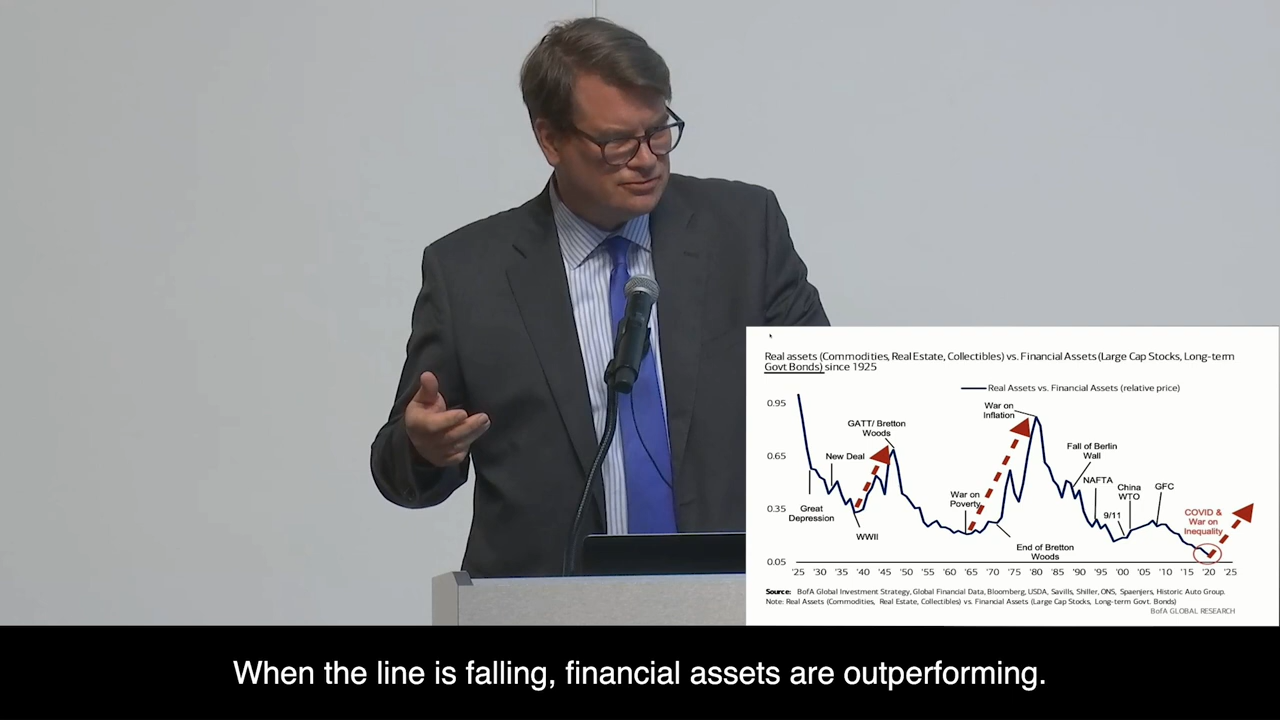 Real assets (Commodities, Real Estate, Collectibles) vs. Financial Assets (Large Cap Stocks, Long-term
Govt Bonds) since 1925
Real Assets vs. Financial Assets (relative price)
0.95
0.65
0.35
0.05
War on
Inflation
GATT/ Bretton
Woods
Fall of Berlin
Wall
New Deal
NAFTA
China
WTO
GFC
War on
Poverty
Great
Depression
9/11
COVID &
War on
Inequality
WWII
End of Bretton
Woods
'25 '30 '35 '40 '45 '50 '55 '60 '65 '70 '75 '80 '85 '90 '95 '00 '05 '10 '15 '20 '25
Source: BofA Global Investment Strategy, Global Financial Data, Bloomberg, USDA, Savills, Shiller, ONS, Spaenjers, Historic Auto Group.
Note: Real Assets (Commodities, Real Estate, Collectibles) vs. Financial Assets (Large Cap Stocks, Long-term Govt. Bonds)
BofA GLOBAL RESEARCH
When the line is falling, financial assets are outperforming.